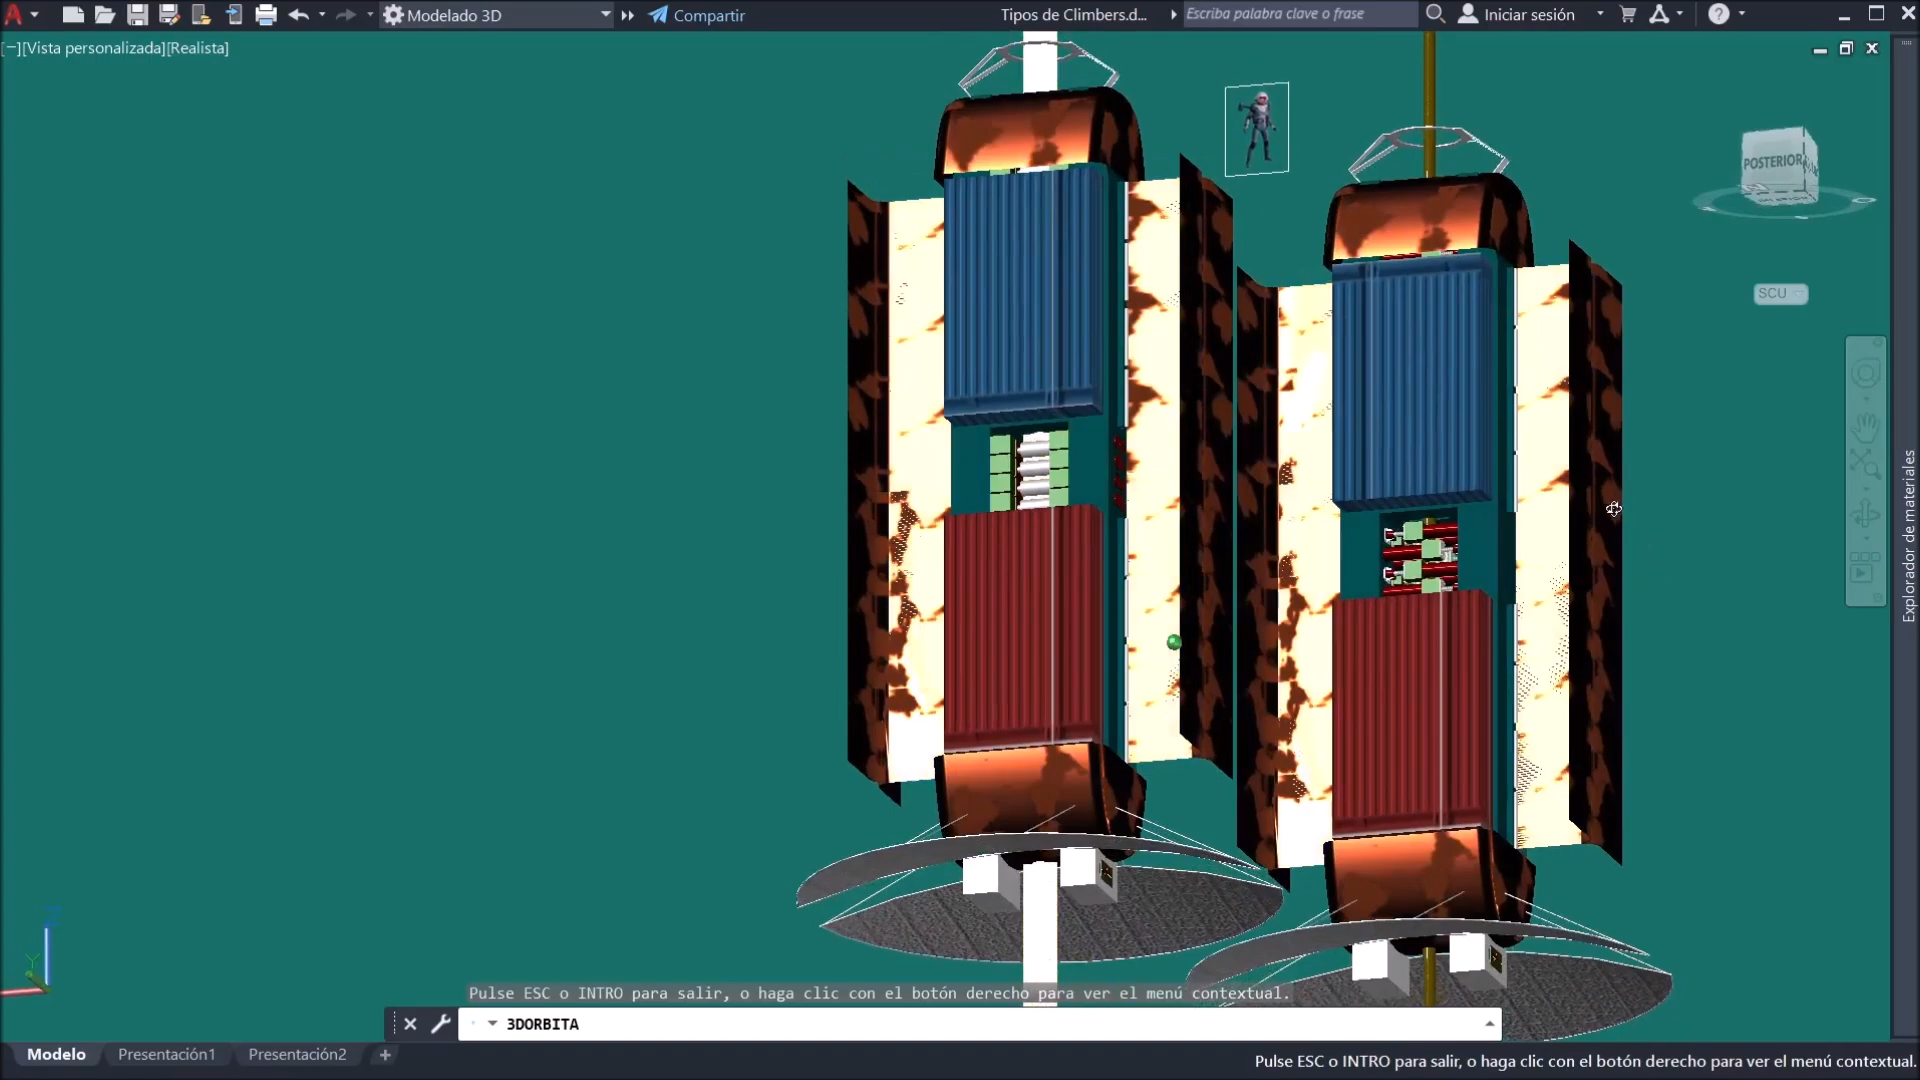 Modelado 3D
Compartir
Tipos de Climbers.d...
Escriba palabra clave o frase
Iniciar sesión
[−][Vista personalizada][Realista]
POSTERIOR
SCU
Explorador de materiales
Pulse ESC o INTRO para salir, o haga clic con el botón derecho para ver el menú contextual.
3DORBITA
Modelo
Presentación1
Presentación2
Pulse ESC o INTRO para salir, o haga clic con el botón derecho para ver el menú contextual.